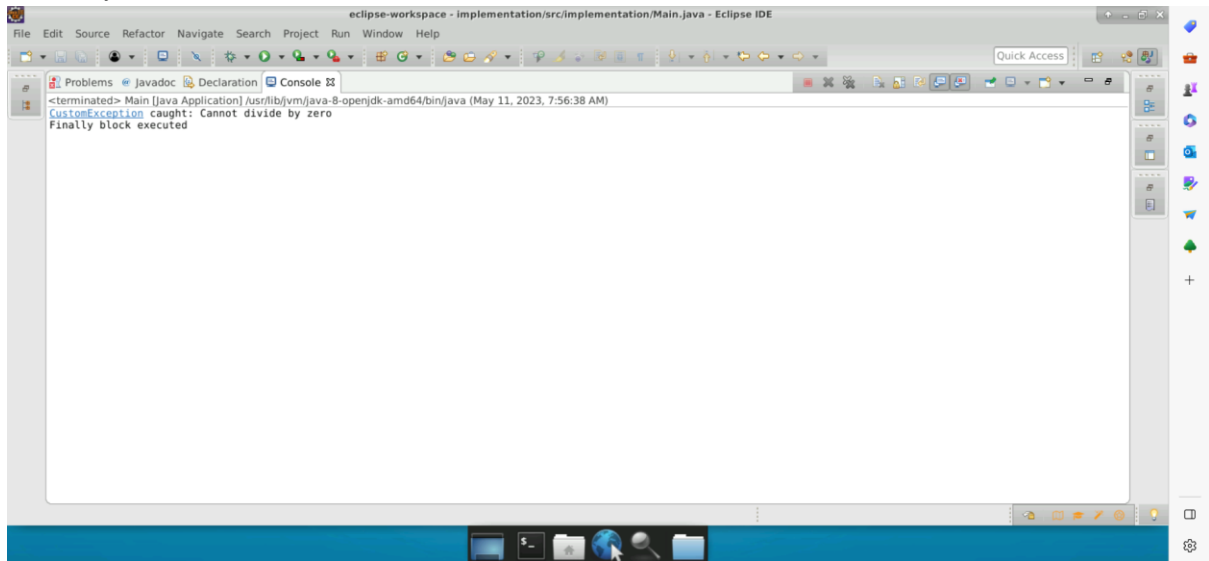 eclipse-workspace - implementation/src/implementation/Main.java - Eclipse IDE
File Edit Source Refactor Navigate Search Project Run Window Help
Quick Access
Problems Javadoc Declaration Console
<terminated> Main [Java Application] /usr/lib/jvm/java-8-openjdk-amd64/bin/java (May 11, 2023, 7:56:38 AM)
CustomException caught: Cannot divide by zero
Finally block executed